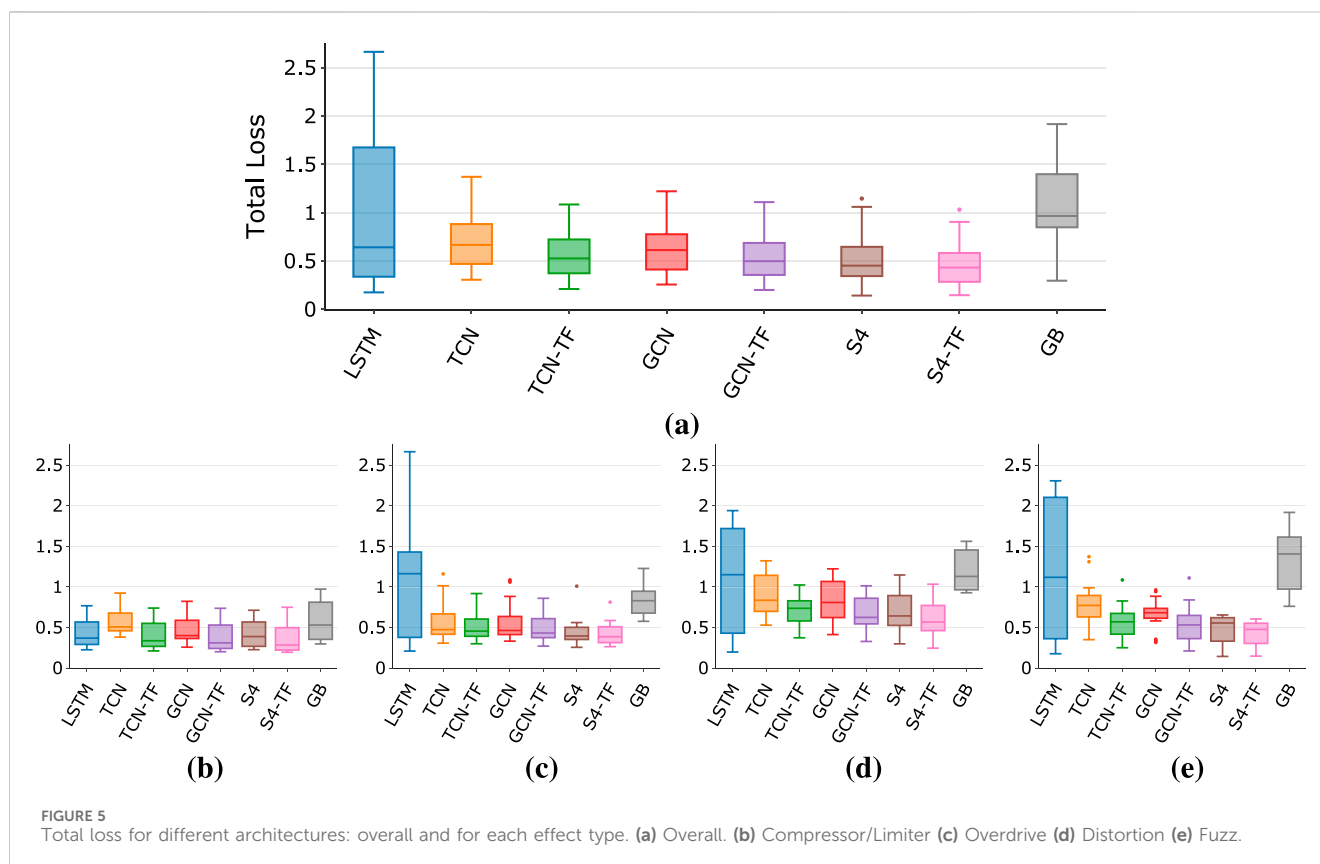 2.5
2
1.5
1
0.5
0
Total Loss
LSTM
TCN
TCN-TF
GCN
GCN-TF
S4
S4-TF
GB
(a)
2.5
2
1.5
1
0.5
0
LSTM
TCN
TCN-TF
GCN
GCN-TF
S4
S4-TF
GB
(b)
2.5
2
1.5
1
0.5
0
LSTM
TCN
TCN-TF
GCN
GCN-TF
S4
S4-TF
GB
(c)
2.5
2
1.5
1
0.5
0
LSTM
TCN
TCN-TF
GCN
GCN-TF
S4
S4-TF
GB
(d)
2.5
2
1.5
1
0.5
0
LSTM
TCN
TCN-TF
GCN
GCN-TF
S4
S4-TF
GB
(e)
FIGURE 5
Total loss for different architectures: overall and for each effect type. (a) Overall. (b) Compressor/Limiter (c) Overdrive (d) Distortion (e) Fuzz.